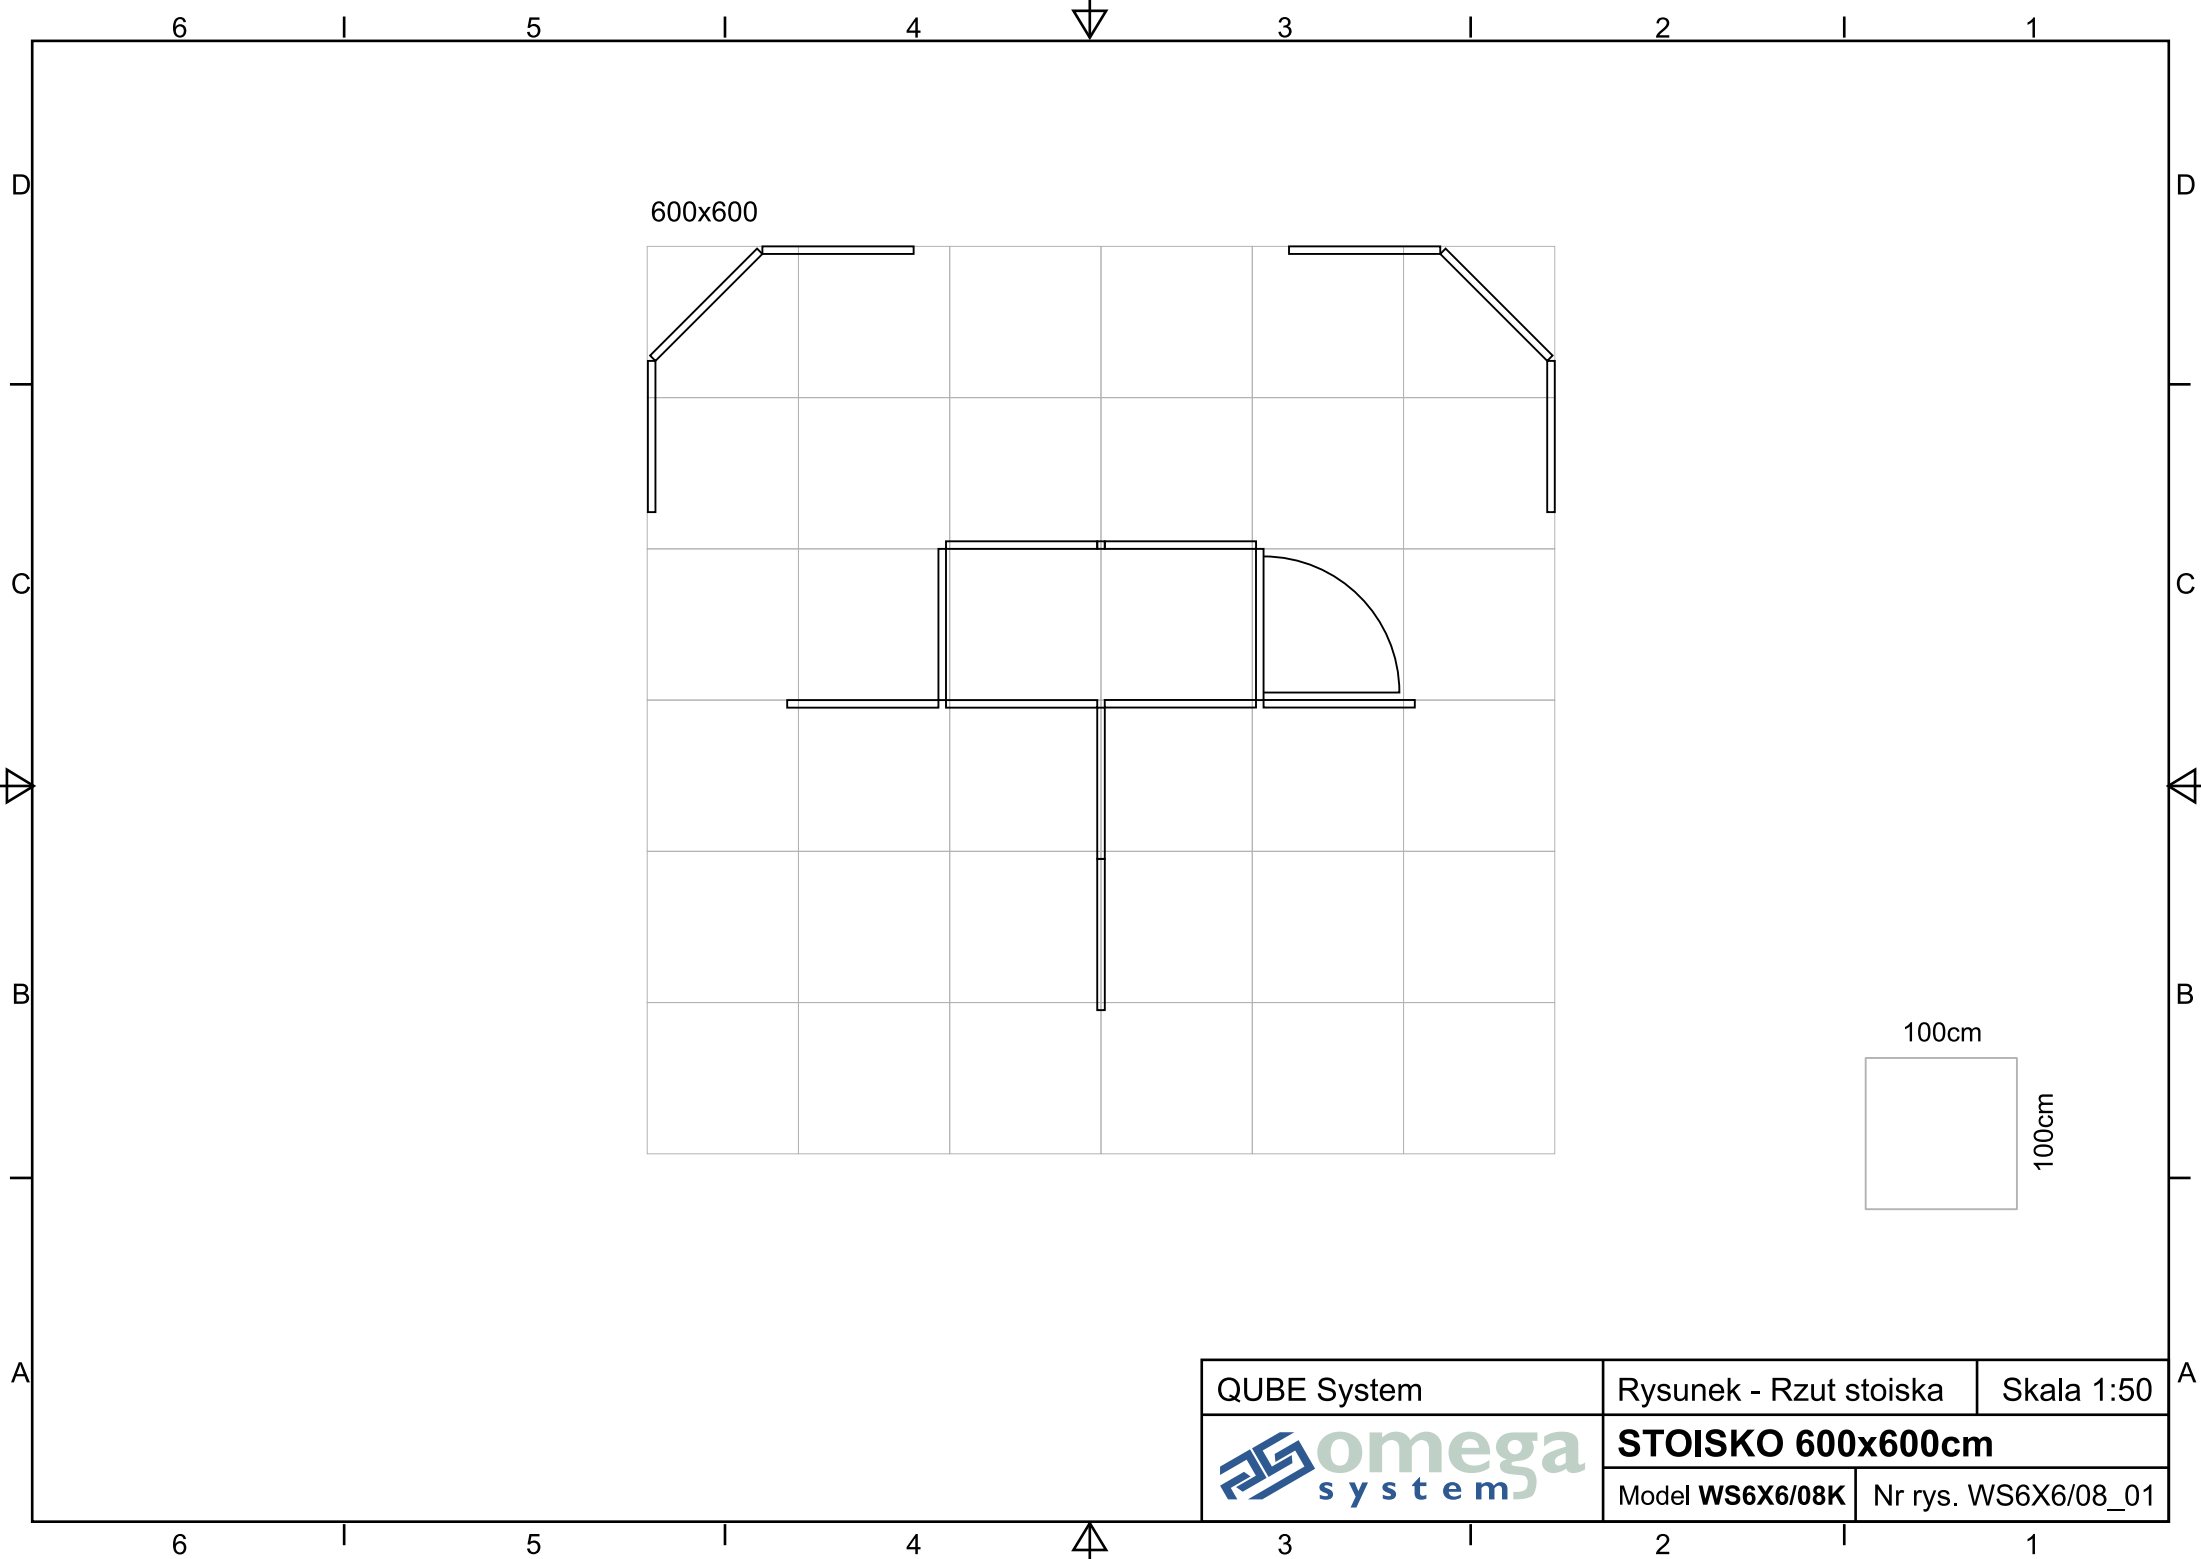 6 5 4 3 2 1
D D
600x600
C C
B B
100cm
100cm
A A
QUBE System
Rysunek - Rzut stoiska
Skala 1:50
omega
system
STOISKO 600x600cm
Model WS6X6/08K
Nr rys. WS6X6/08_01
6 5 4 3 2 1